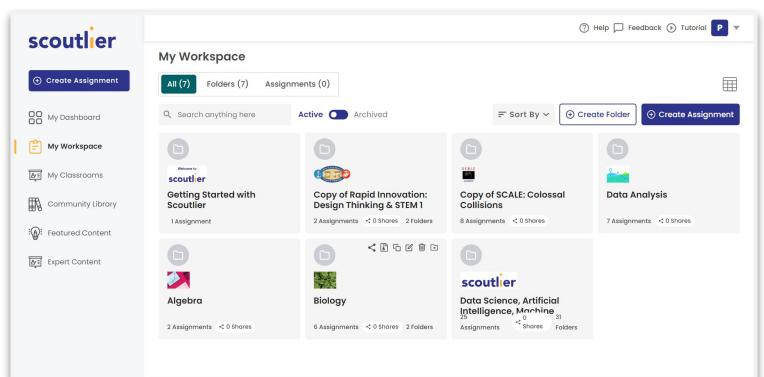 scoutlier
Help Feedback Tutorial P
My Workspace
Create Assignment
All (7) Folders (7) Assignments (0)
My Dashboard
Search anything here Active Archived Sort By Create Folder Create Assignment
My Workspace
My Classrooms
Community Library
Featured Content
Expert Content
Welcome to
scoutlier
Getting Started with
Scoutlier
1 Assignment
Copy of Rapid Innovation:
Design Thinking & STEM 1
2 Assignments 0 Shares 2 Folders
Copy of SCALE: Colossal
Collisions
8 Assignments 0 Shares
Data Analysis
7 Assignments 0 Shares
Algebra
2 Assignments 0 Shares
Biology
6 Assignments 0 Shares 2 Folders
scoutlier
Data Science, Artificial
Intelligence, Machine
25 0 31
Assignments Shares Folders